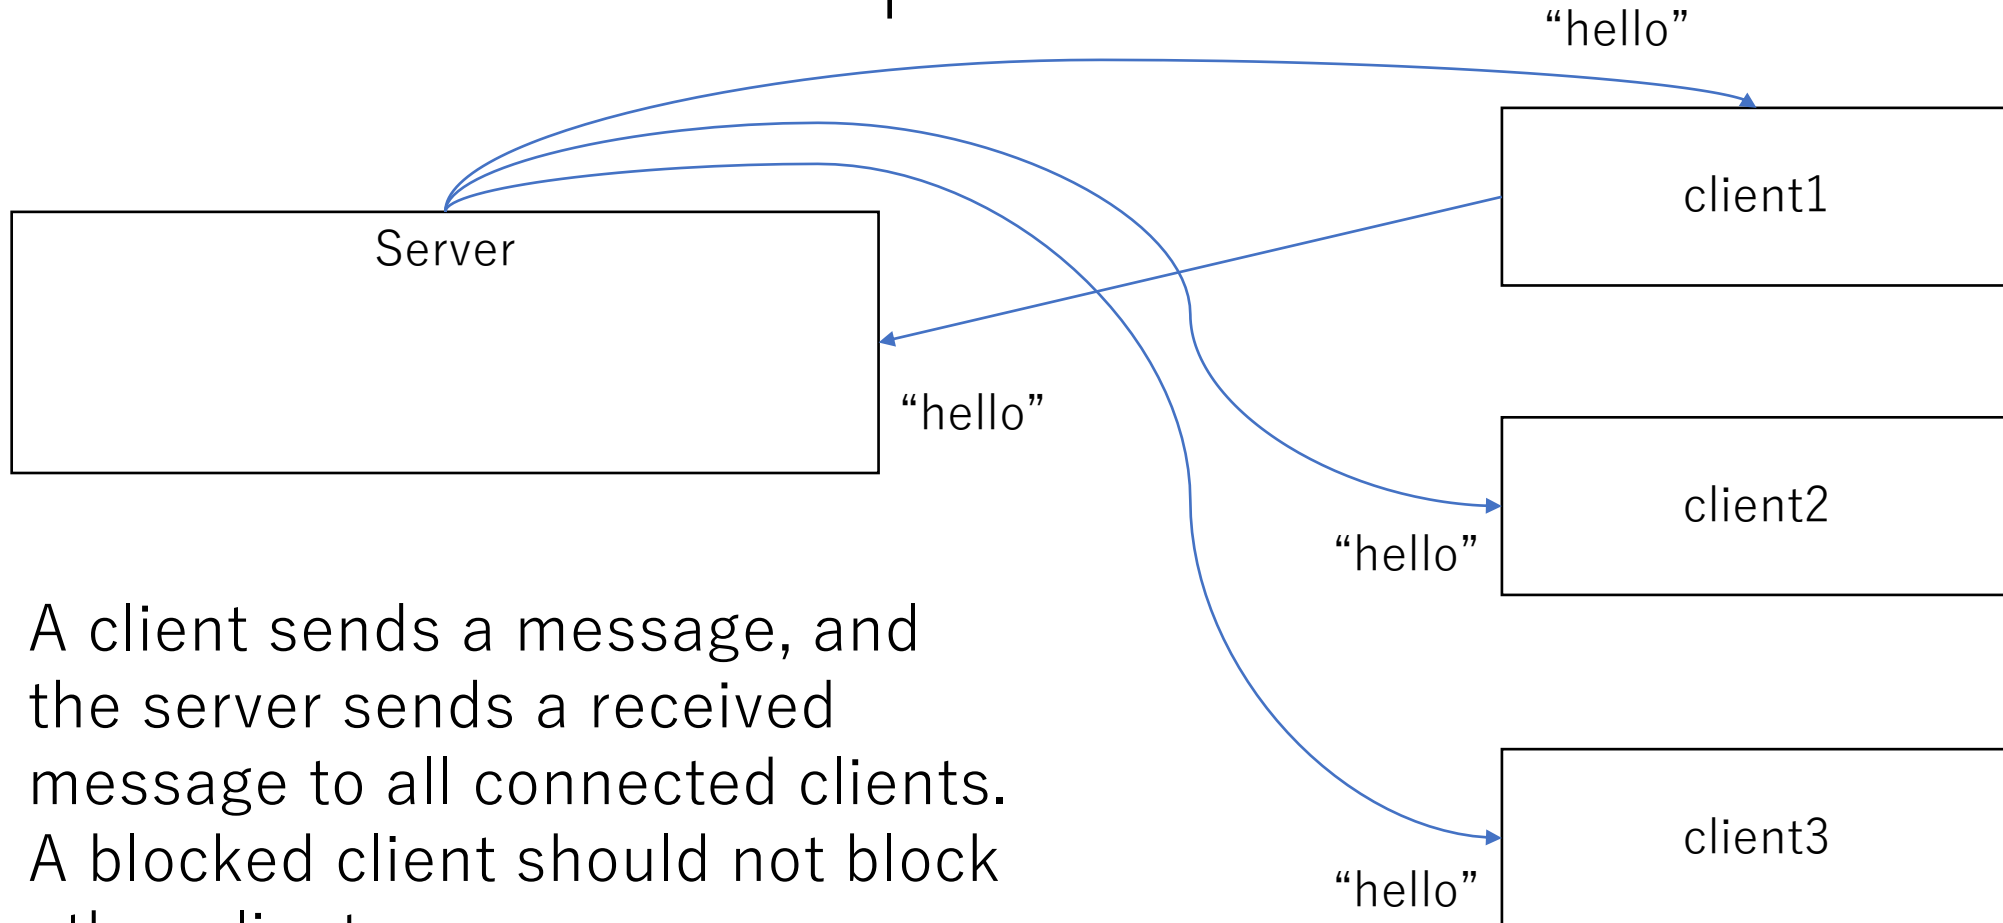 “hello”
client1
Server
“hello”
client2
“hello”
A client sends a message, and
the server sends a received
message to all connected clients.
A blocked client should not block
client3
“hello”